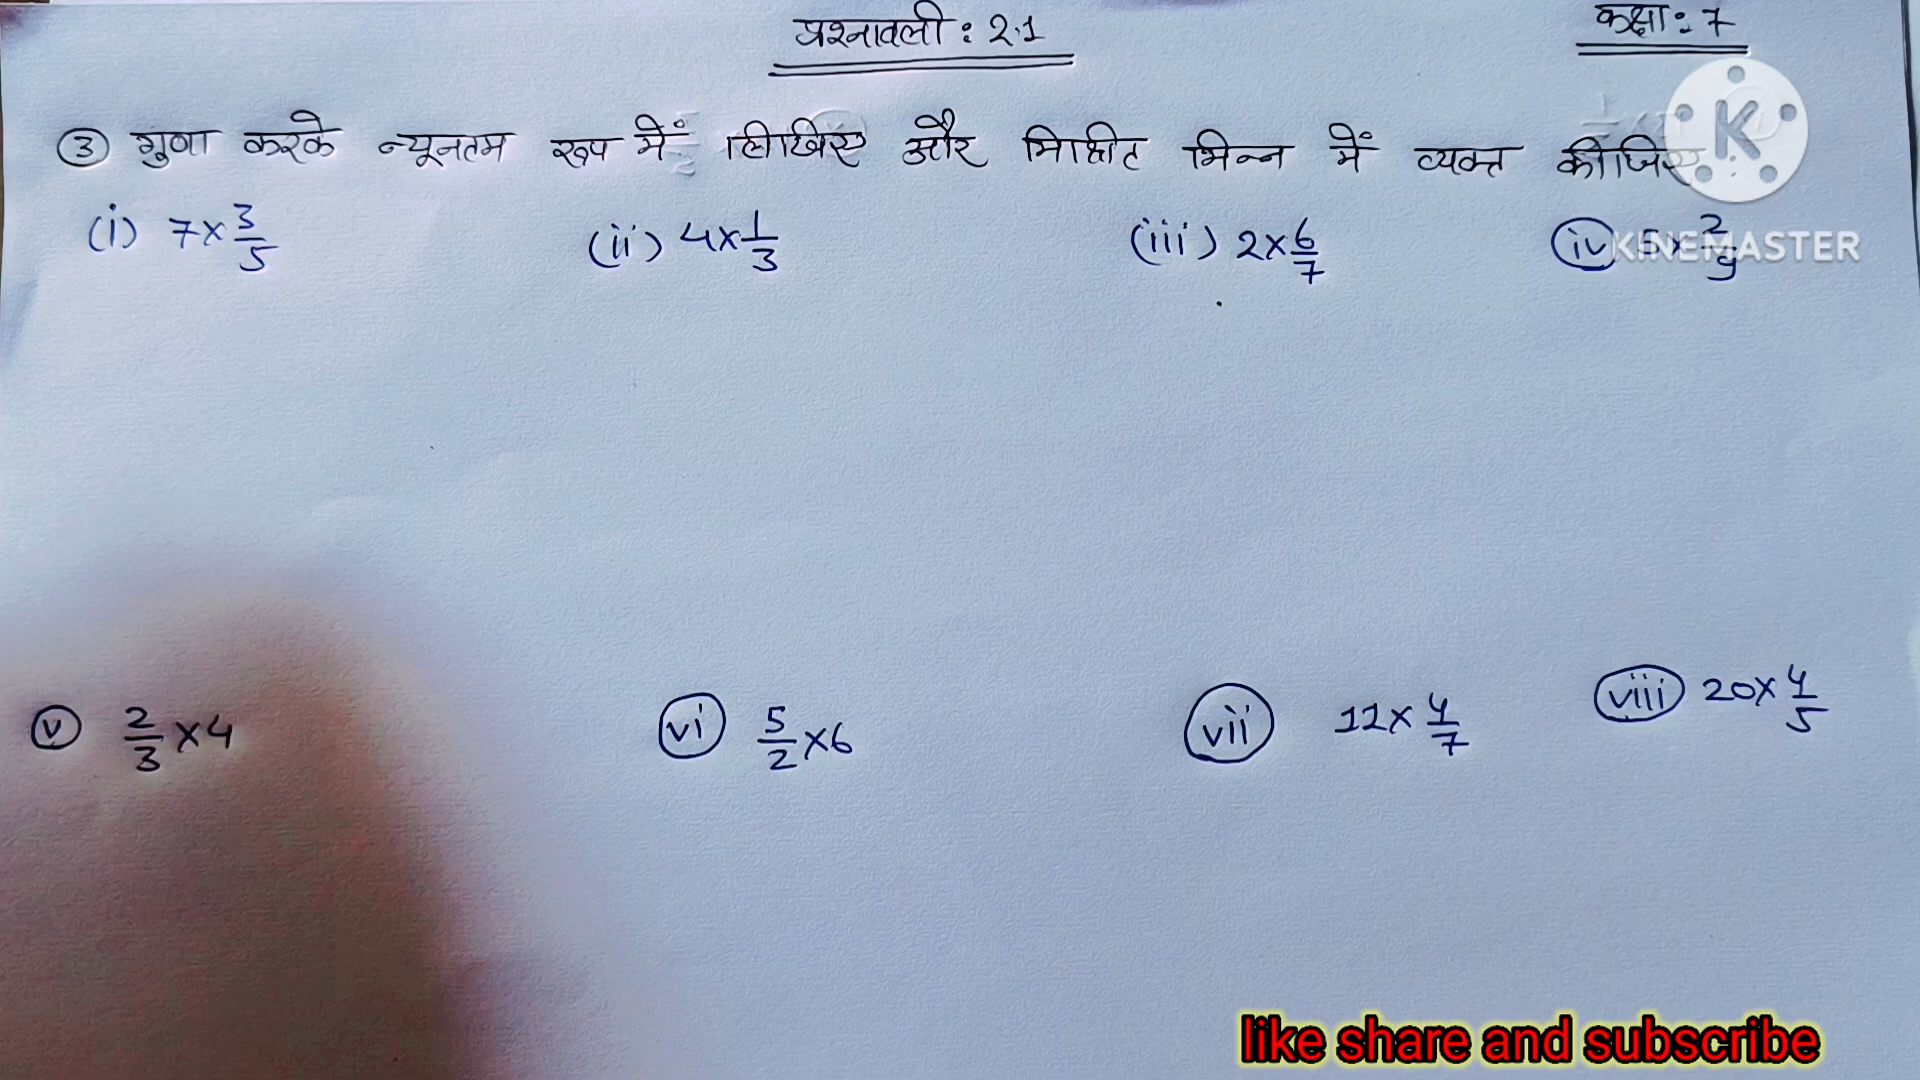 प्रश्नावली : 2.1
कक्षा: 7
③ गुणा करके न्यूनतम रूप में लिखिए और मिश्रित भिन्न में व्यक्त कीजिए
(i) 7×3/5 (ii) 4×1/3 (iii) 2×6/7 (iv) 5×2/9
KINEMASTER
(v) 2/3 ×4 (vi) 5/2 ×6 (vii) 11×4/7 (viii) 20×4/5
like share and subscribe